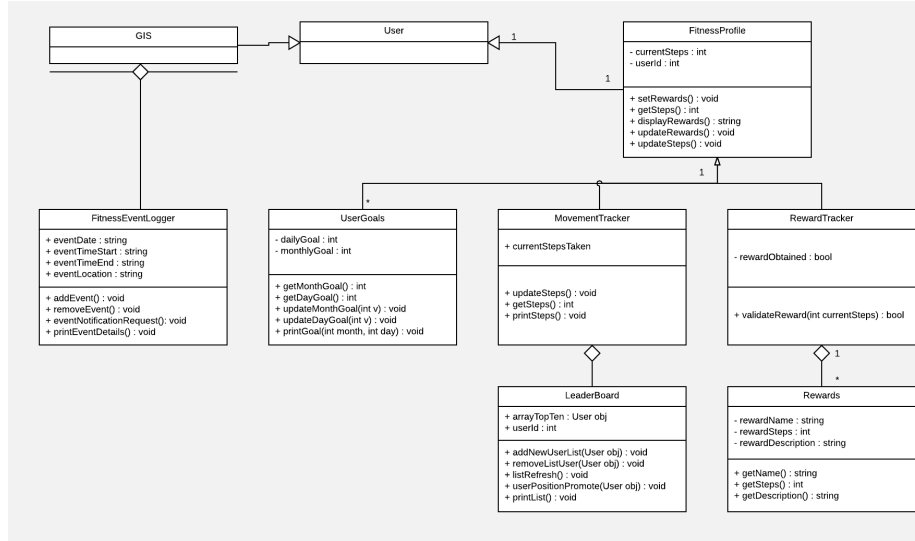 GIS
User
1
1
FitnessProfile
- currentSteps : int
- userId : int
+ setRewards() : void
+ getSteps() : int
+ displayRewards() : string
+ updateRewards() : void
+ updateSteps() : void
1
*
FitnessEventLogger
+ eventDate : string
+ eventTimeStart : string
+ eventTimeEnd : string
+ eventLocation : string
+ addEvent() : void
+ removeEvent() : void
+ eventNotificationRequest(): void
+ printEventDetails() : void
UserGoals
- dailyGoal : int
- monthlyGoal : int
+ getMonthGoal() : int
+ getDayGoal() : int
+ updateMonthGoal(int v) : void
+ updateDayGoal(int v) : void
+ printGoal(int month, int day) : void
MovementTracker
+ currentStepsTaken
+ updateSteps() : void
+ getSteps() : int
+ printSteps() : void
RewardTracker
- rewardObtained : bool
+ validateReward(int currentSteps) : bool
1
*
LeaderBoard
+ arrayTopTen : User obj
+ userId : int
+ addNewUserList(User obj) : void
+ removeListUser(User obj) : void
+ listRefresh() : void
+ userPositionPromote(User obj) : void
+ printList() : void
Rewards
- rewardName : string
- rewardSteps : int
- rewardDescription : string
+ getName() : string
+ getSteps() : int
+ getDescription() : string